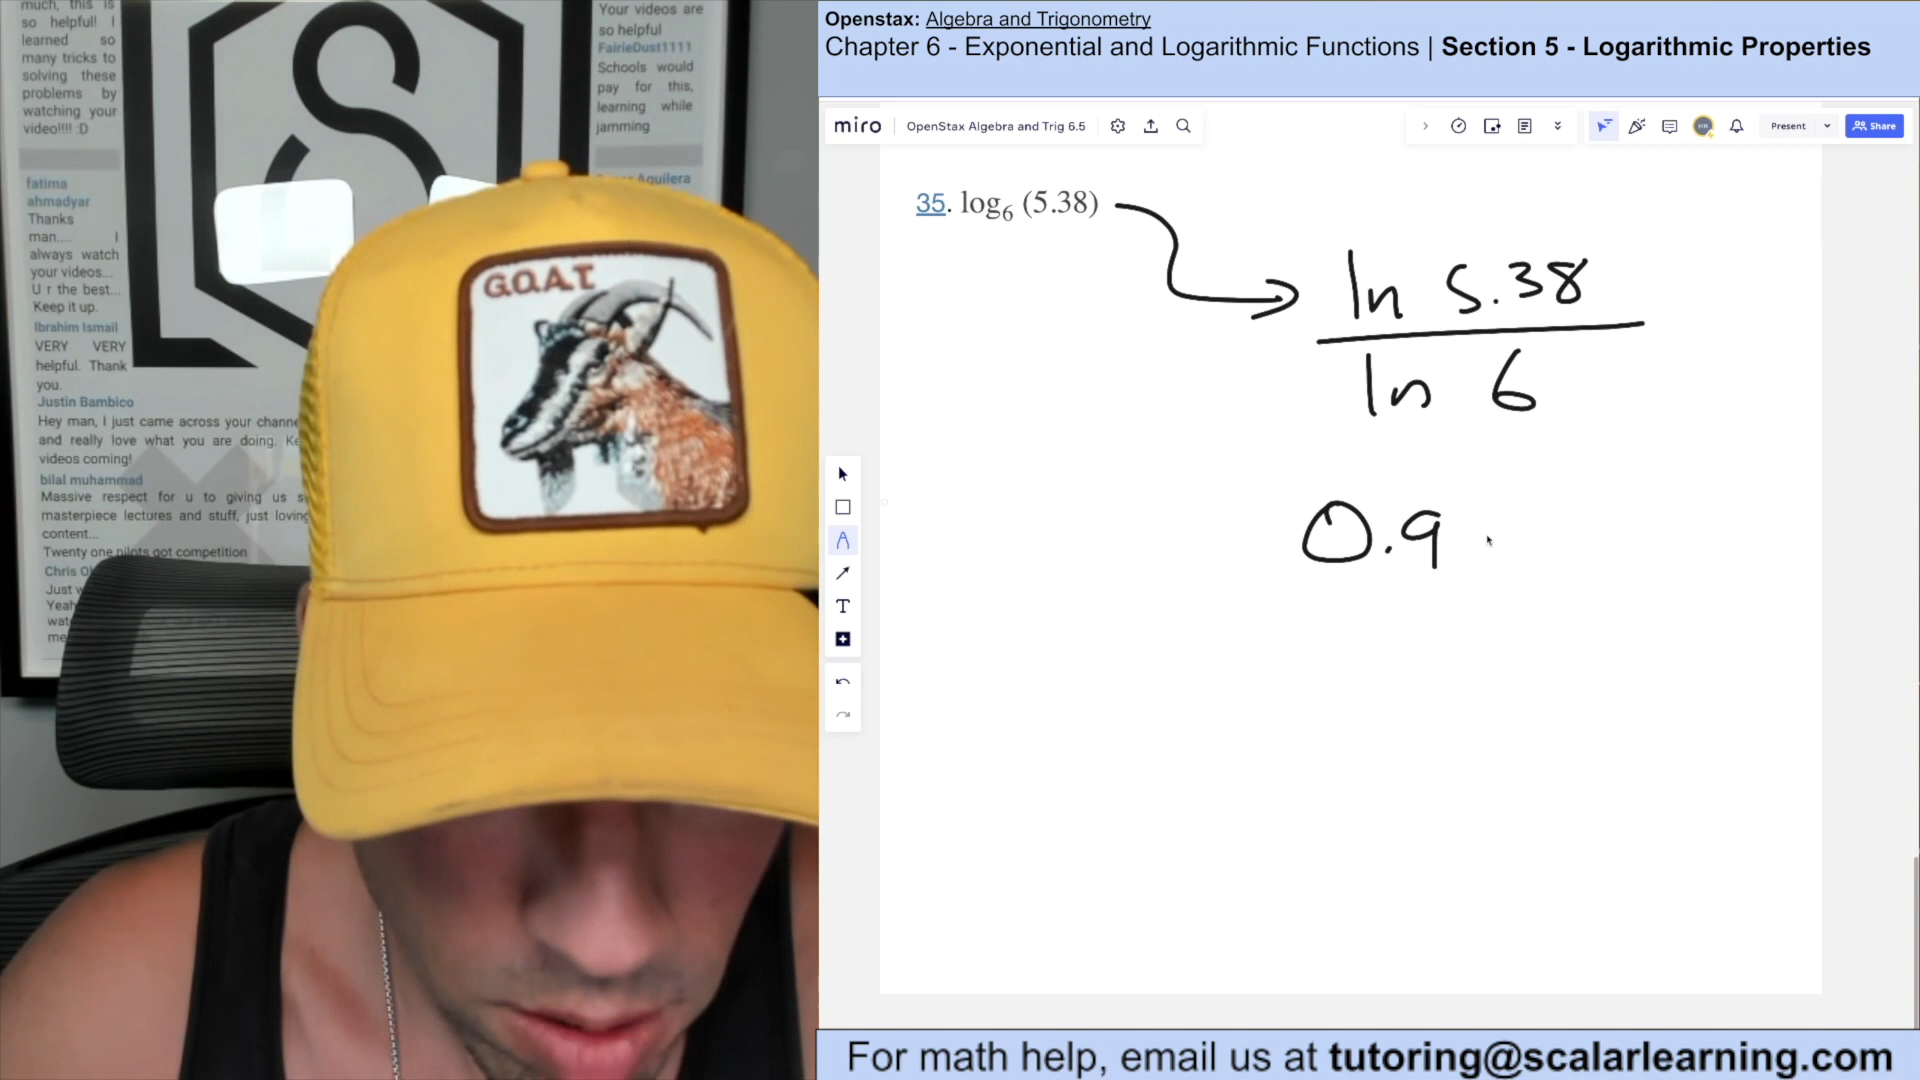 much, this is
so helpful! I
learned so
many tricks to
solving these
problems by
watching your
video!!!! :D
fatima
ahmadyar
Thanks
man.... I
always watch
your videos...
U r the best...
Keep it up.
Ibrahim Ismail
VERY VERY
helpful. Thank
you.
Justin Bambico
Hey man, I just came across your
and really love what you are doing.
videos coming!
bilal muhammad
Massive respect for u to giving us
masterpiece lectures and stuff, just loving
content...
Twenty one pilots got competition
Chris
Just
Yeah
Your videos are
so helpful
FairieDust1111
Schools would
pay for this,
learning while
jamming
Aguilera
G.O.A.T
Openstax: Algebra and Trigonometry
Chapter 6 - Exponential and Logarithmic Functions | Section 5 - Logarithmic Properties
miro OpenStax Algebra and Trig 6.5
Present
Share
35. log₆ (5.38)
ln 5.38
ln 6
0.9
T
For math help, email us at tutoring@scalarlearning.com